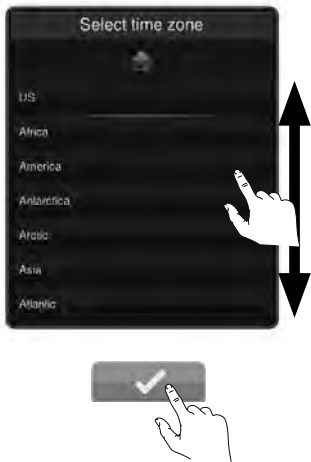 Select time zone
US
Africa
America
Antarctica
Arctic
Asia
Atlantic